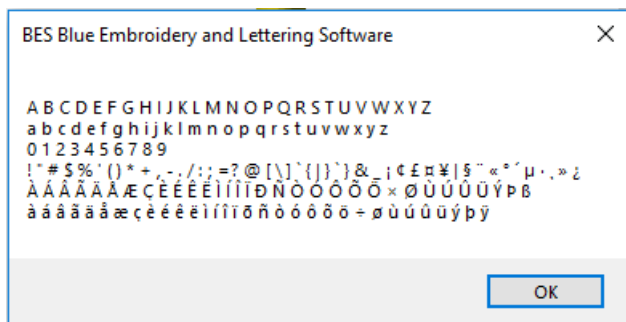 BES Blue Embroidery and Lettering Software
A B C D E F G H I J K L M N O P Q R S T U V W X Y Z
a b c d e f g h i j k l m n o p q r s t u v w x y z
0 1 2 3 4 5 6 7 8 9
! " # $ % ' ( ) * + , - . / : ; = ? @ [ \ ] ` { | } ` } & _ ¡ ¢ £ ¤ ¥ | § ¨ « ° ´ µ · ¸ » ¿
À Á Â Ã Ä Å Æ Ç È É Ê Ë Ì Í Î Ï Ð Ñ Ò Ó Ô Õ Ö × Ø Ù Ú Û Ü Ý Þ ß
à á â ã ä å æ ç è é ê ë ì í î ï ð ñ ò ó ô õ ö ÷ ø ù ú û ü ý þ ÿ
OK